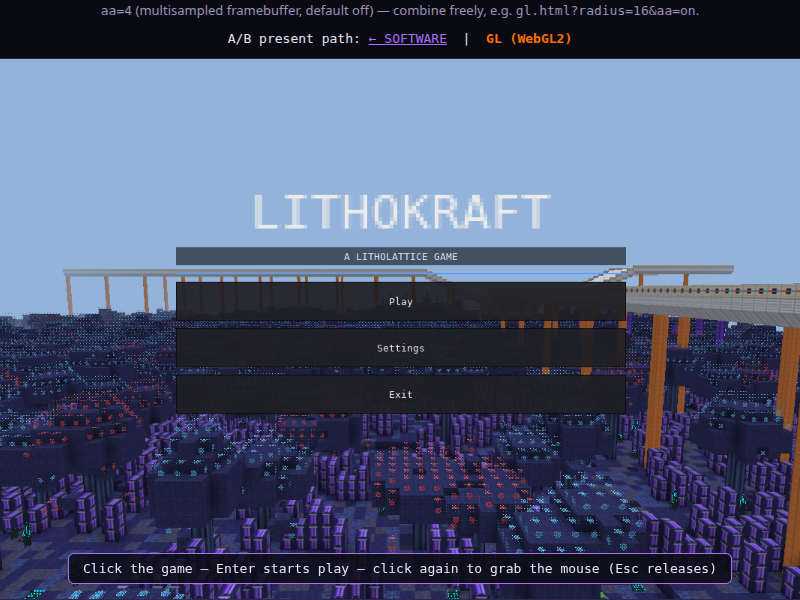 aa=4 (multisampled framebuffer, default off) — combine freely, e.g. gl.html?radius=16&aa=on.
A/B present path: ← SOFTWARE | GL (WebGL2)
LITHOKRAFT
A LITHOLATTICE GAME
Play
Settings
Exit
Click the game — Enter starts play — click again to grab the mouse (Esc releases)